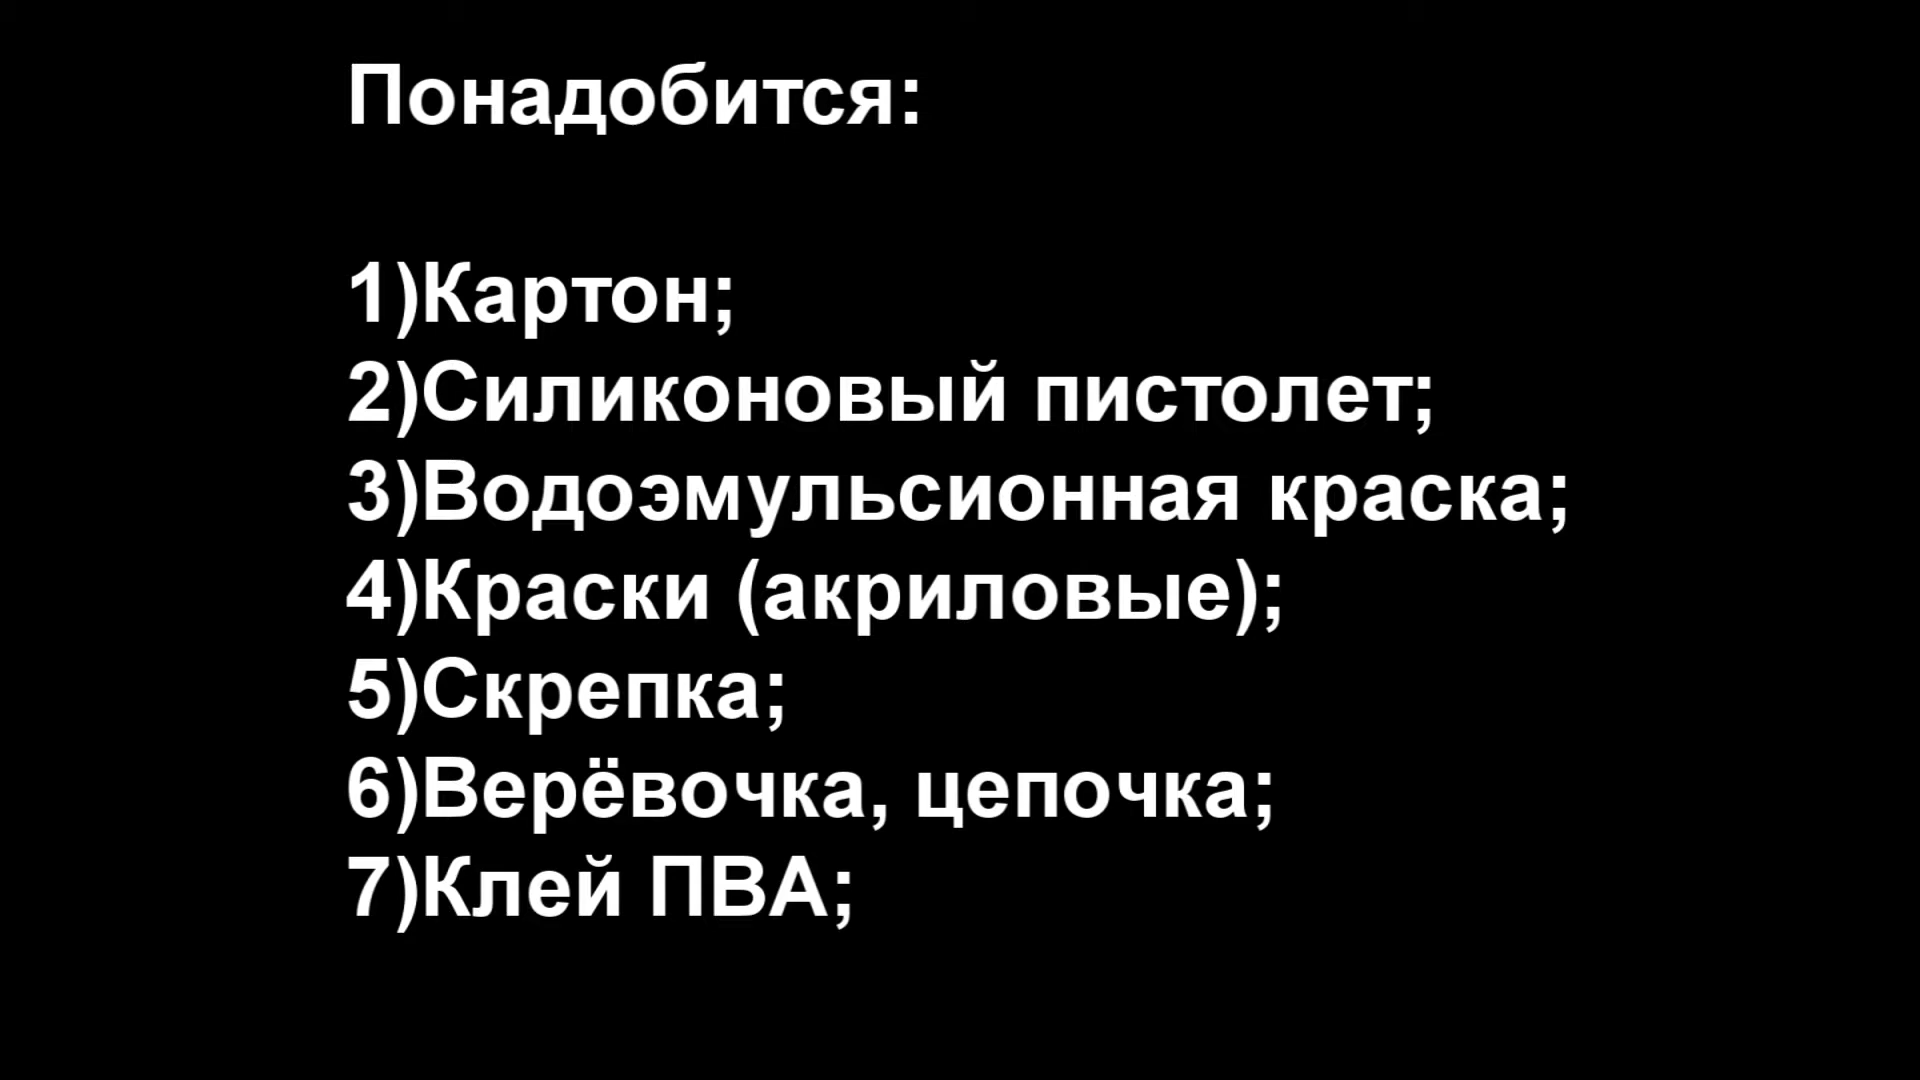 Понадобится:
1)Картон;
2)Силиконовый пистолет;
3)Водоэмульсионная краска;
4)Краски (акриловые);
5)Скрепка;
6)Верёвочка, цепочка;
7)Клей ПВА;